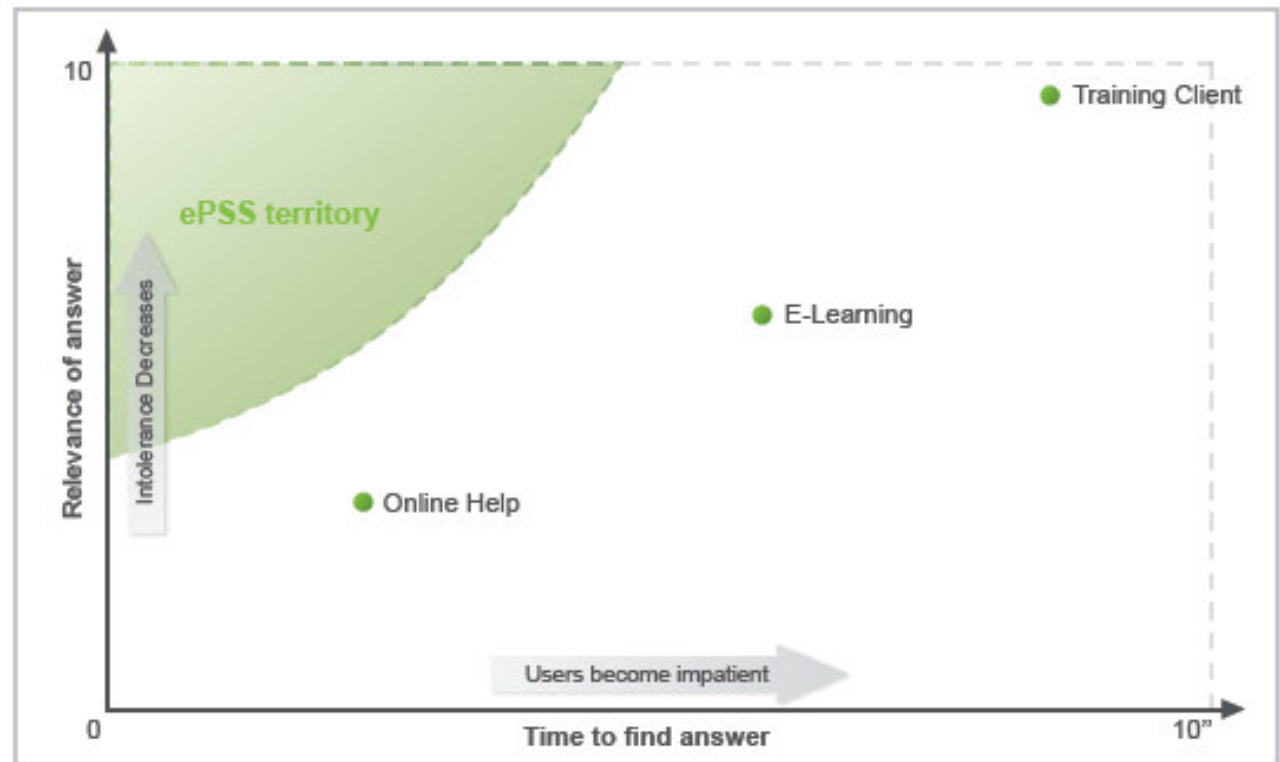 10
Training Client
ePSS territory
Relevance of answer
Intolerance Decreases
E-Learning
Online Help
Users become impatient
0
Time to find answer
10”